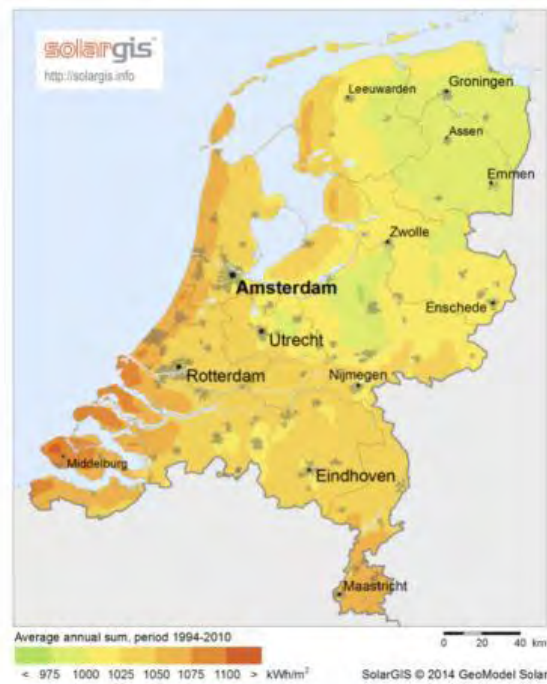 solargis
http://solargis.info
Leeuwarden
Groningen
Assen
Emmen
Zwolle
Amsterdam
Enschede
Utrecht
Rotterdam
Nijmegen
Middelburg
Eindhoven
Maastricht
Average annual sum, period 1994-2010
0 20 40 km
< 975 1000 1025 1050 1075 1100 > kWh/m²
SolarGIS © 2014 GeoModel Solar